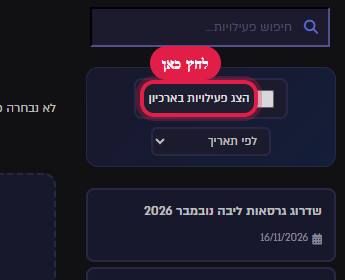 חיפוש פעילויות...
לחץ כאן
הצג פעילויות בארכיון
לא נבחרה
לפי תאריך
שדרוג גרסאות ליבה נובמבר 2026
16/11/2026